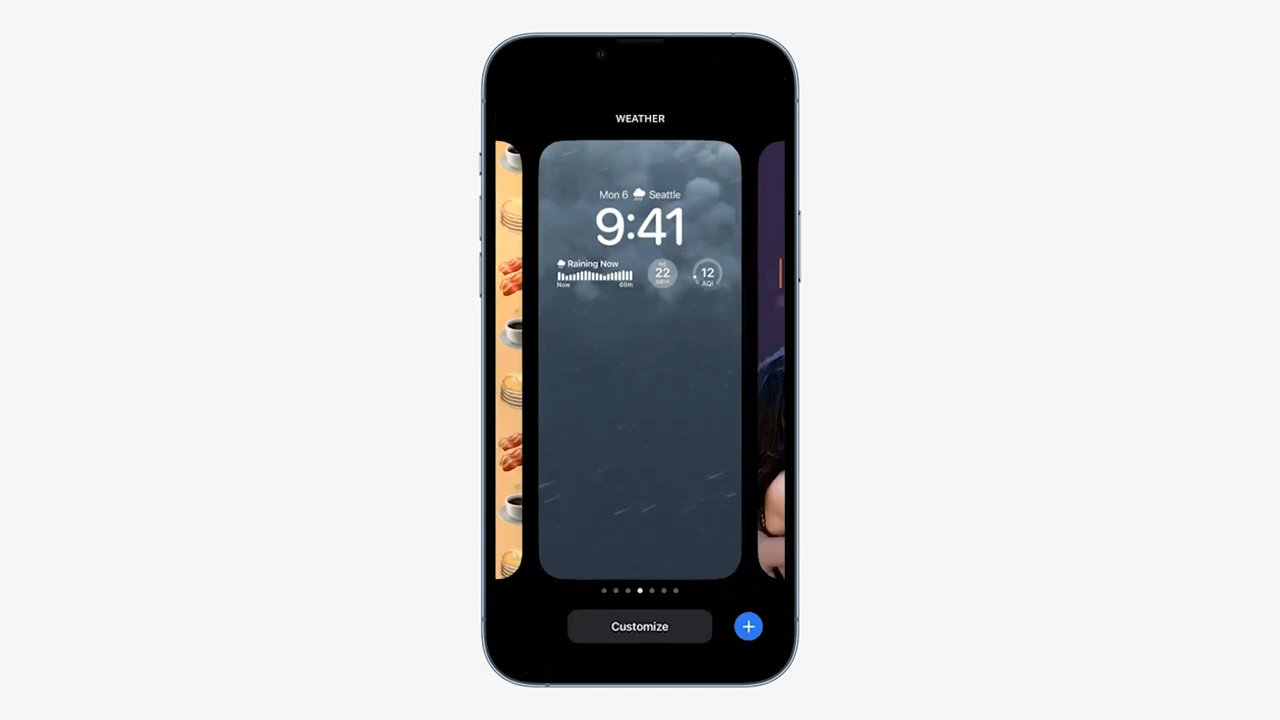 WEATHER
Mon 6 Seattle
9:41
Raining Now
Now 60m
22
12
AQI
Customize